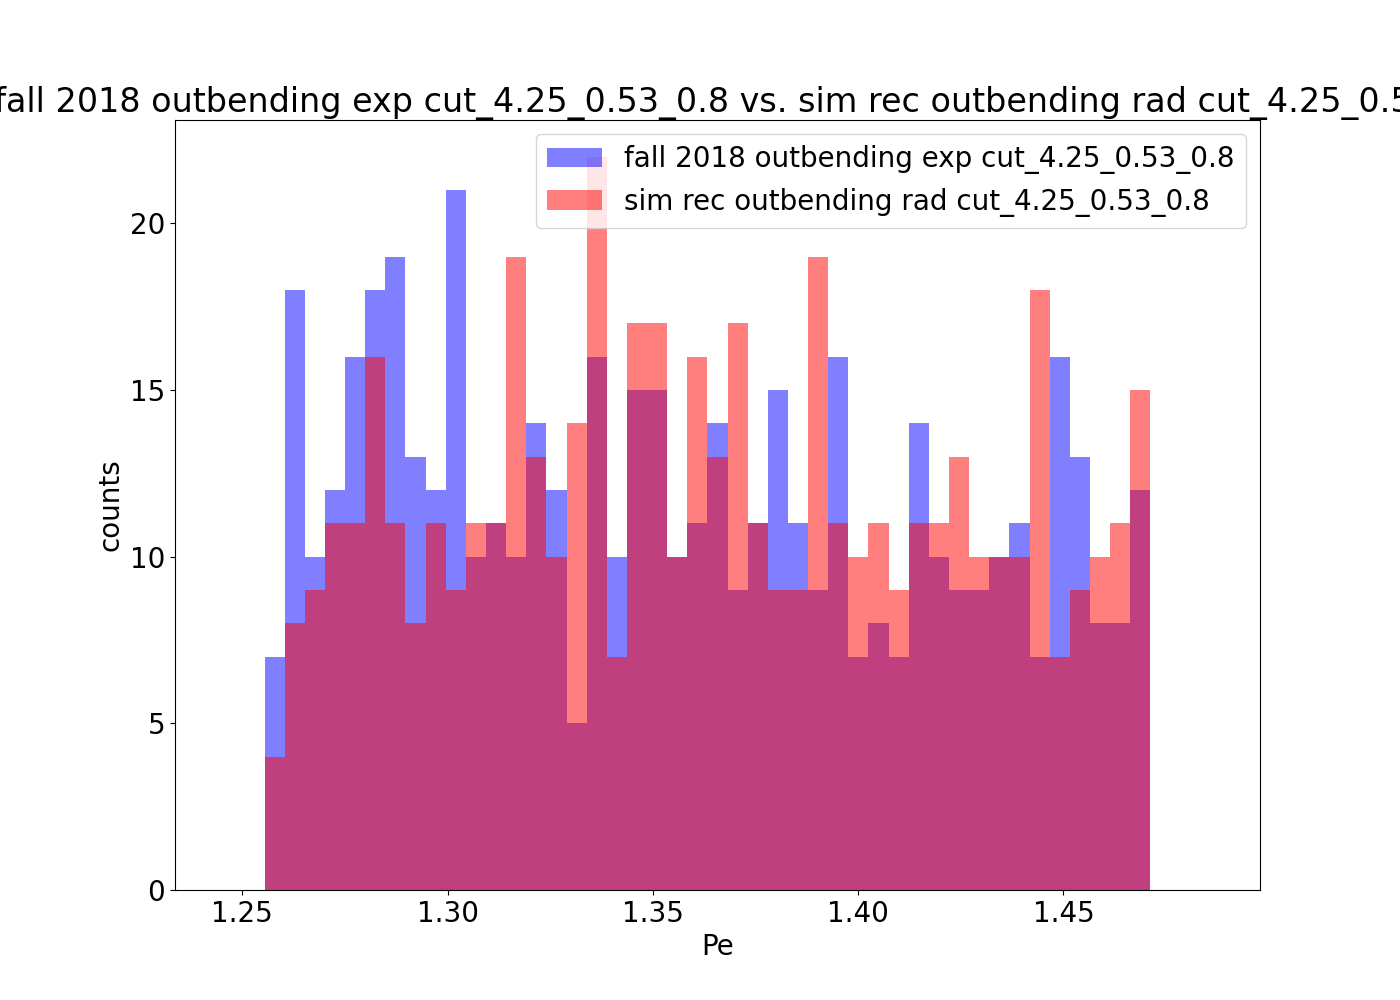 fall 2018 outbending exp cut_4.25_0.53_0.8 vs. sim rec outbending rad cut_4.25_0.5
fall 2018 outbending exp cut_4.25_0.53_0.8
sim rec outbending rad cut_4.25_0.53_0.8
20
15
10
5
0
counts
1.25 1.30 1.35 1.40 1.45
Pe